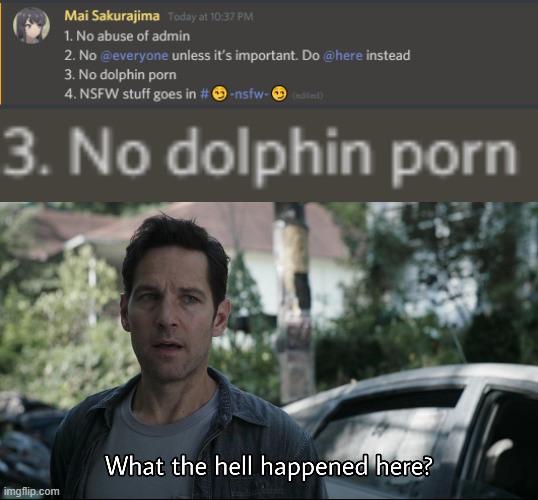 Mai Sakurajima Today at 10:37 PM
1. No abuse of admin
2. No @everyone unless it's important. Do @here instead
3. No dolphin porn
4. NSFW stuff goes in #😏-nsfw-😏 (edited)
3. No dolphin porn
What the hell happened here?
imgflip.com